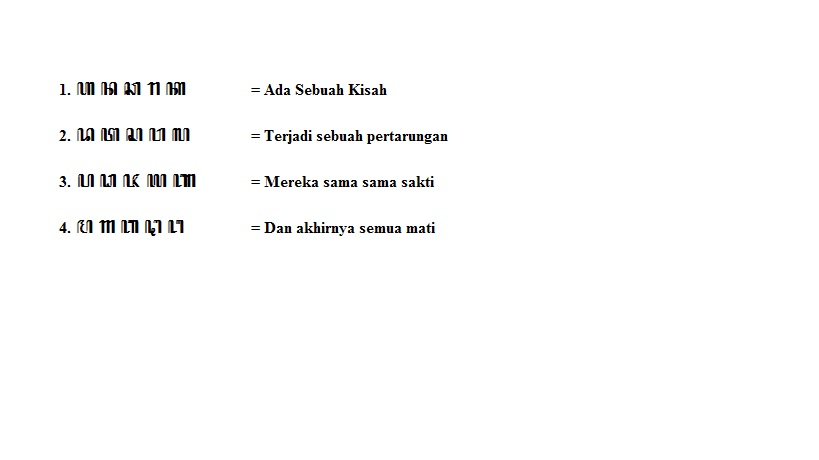 1. ꦲ ꦤ ꦕ ꦫ ꦏ = Ada Sebuah Kisah
2. ꦢ ꦠ ꦱ ꦮ ꦭ = Terjadi sebuah pertarungan
3. ꦥ ꦝ ꦗ ꦪ ꦚ = Mereka sama sama sakti
4. ꦩ ꦒ ꦧ ꦛ ꦔ = Dan akhirnya semua mati